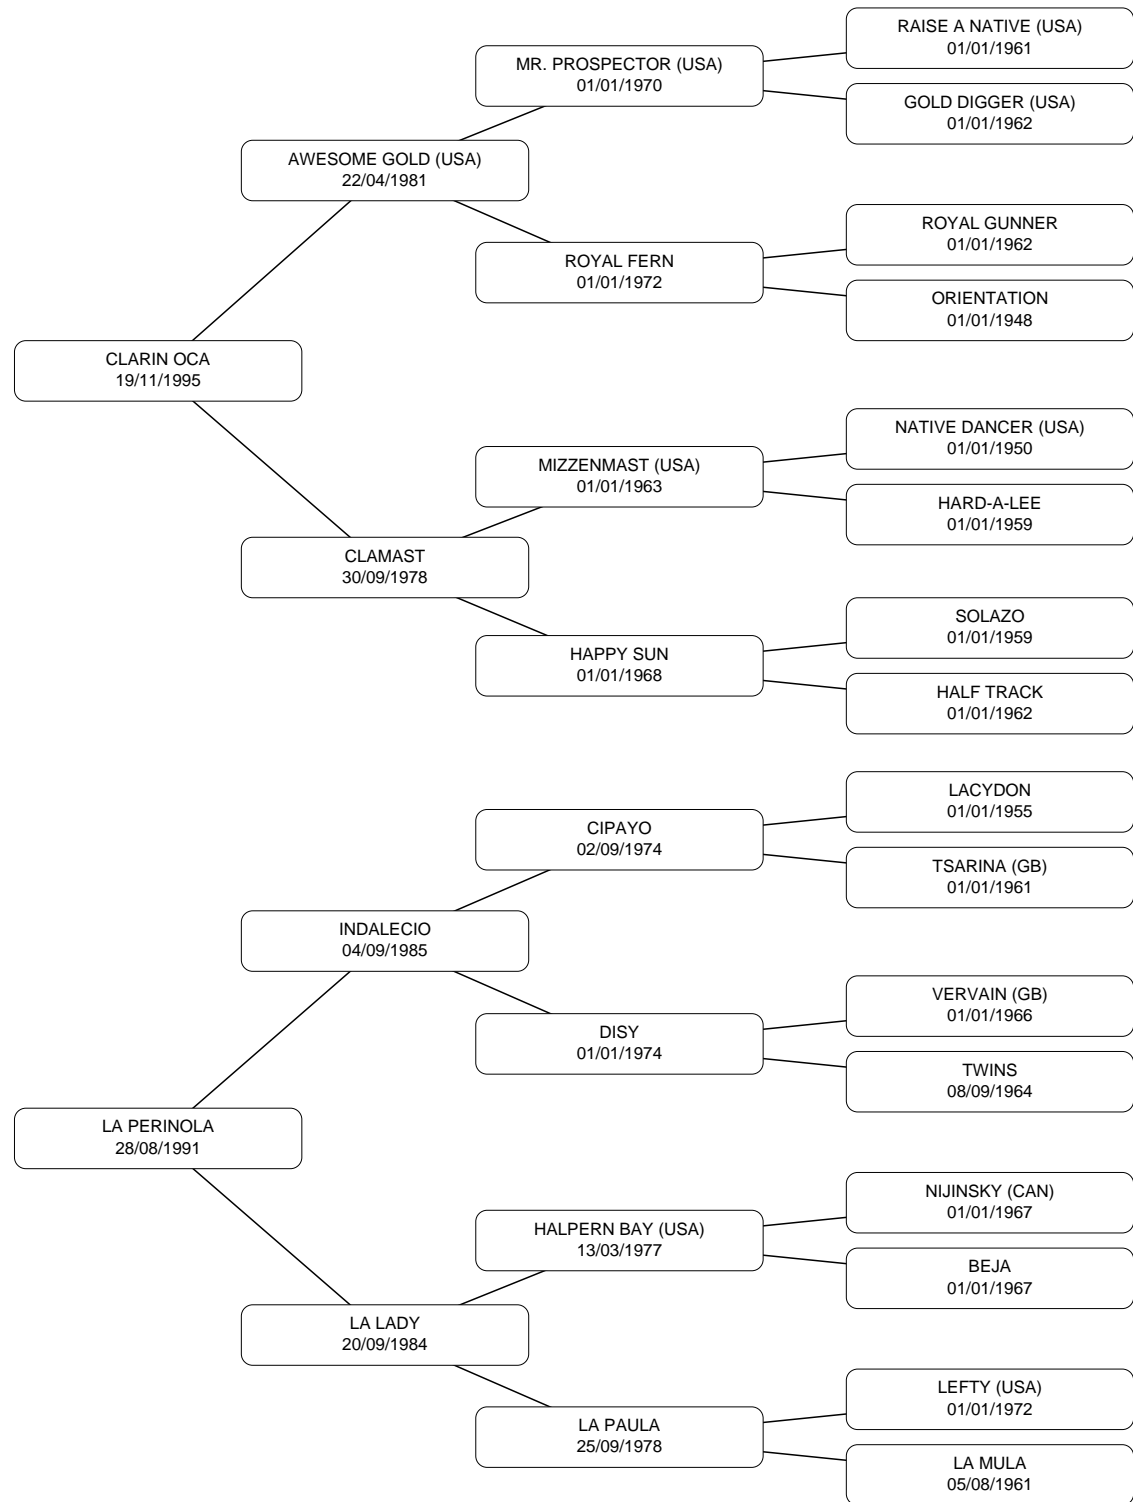 RAISE A NATIVE (USA)
01/01/1961
MR. PROSPECTOR (USA)
01/01/1970
GOLD DIGGER (USA)
01/01/1962
AWESOME GOLD (USA)
22/04/1981
ROYAL GUNNER
01/01/1962
ROYAL FERN
01/01/1972
ORIENTATION
01/01/1948
CLARIN OCA
19/11/1995
NATIVE DANCER (USA)
01/01/1950
MIZZENMAST (USA)
01/01/1963
HARD-A-LEE
01/01/1959
CLAMAST
30/09/1978
SOLAZO
01/01/1959
HAPPY SUN
01/01/1968
HALF TRACK
01/01/1962
LACYDON
01/01/1955
CIPAYO
02/09/1974
TSARINA (GB)
01/01/1961
INDALECIO
04/09/1985
VERVAIN (GB)
01/01/1966
DISY
01/01/1974
TWINS
08/09/1964
LA PERINOLA
28/08/1991
NIJINSKY (CAN)
01/01/1967
HALPERN BAY (USA)
13/03/1977
BEJA
01/01/1967
LA LADY
20/09/1984
LEFTY (USA)
01/01/1972
LA PAULA
25/09/1978
LA MULA
05/08/1961